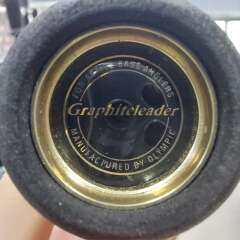 BASS ANGLERS
Graphiteleader
MANUFACTURED BY OLYMPIC